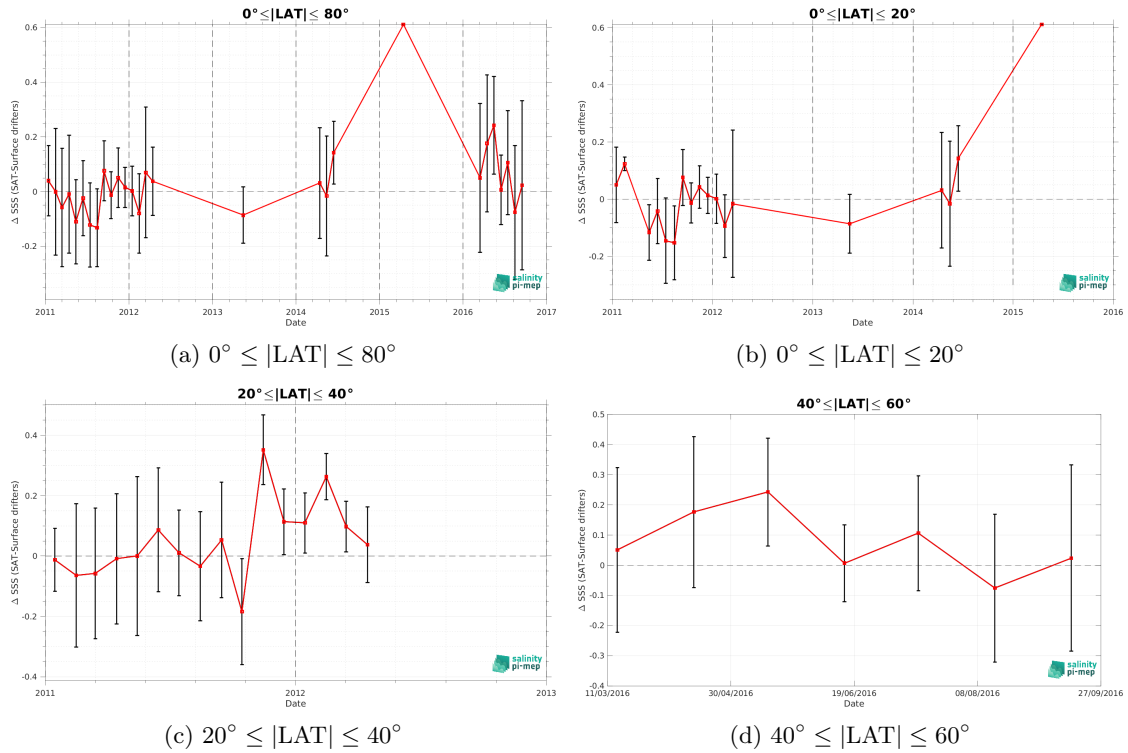 0°≤|LAT|≤ 80°
0.6
0.4
0.2
0
-0.2
Δ SSS (SAT-Surface drifters)
salinity
pi-mep
2011 2012 2013 2014 2015 2016 2017
Date
(a) 0° ≤ |LAT| ≤ 80°
0°≤|LAT|≤ 20°
0.6
0.4
0.2
0
-0.2
Δ SSS (SAT-Surface drifters)
salinity
pi-mep
2011 2012 2013 2014 2015 2016
Date
(b) 0° ≤ |LAT| ≤ 20°
20°≤|LAT|≤ 40°
0.4
0.2
0
-0.2
-0.4
Δ SSS (SAT-Surface drifters)
salinity
pi-mep
2011 2012 2013
Date
(c) 20° ≤ |LAT| ≤ 40°
40°≤|LAT|≤ 60°
0.5
0.4
0.3
0.2
0.1
0
-0.1
-0.2
-0.3
-0.4
Δ SSS (SAT-Surface drifters)
salinity
pi-mep
11/03/2016 30/04/2016 19/06/2016 08/08/2016 27/09/2016
Date
(d) 40° ≤ |LAT| ≤ 60°